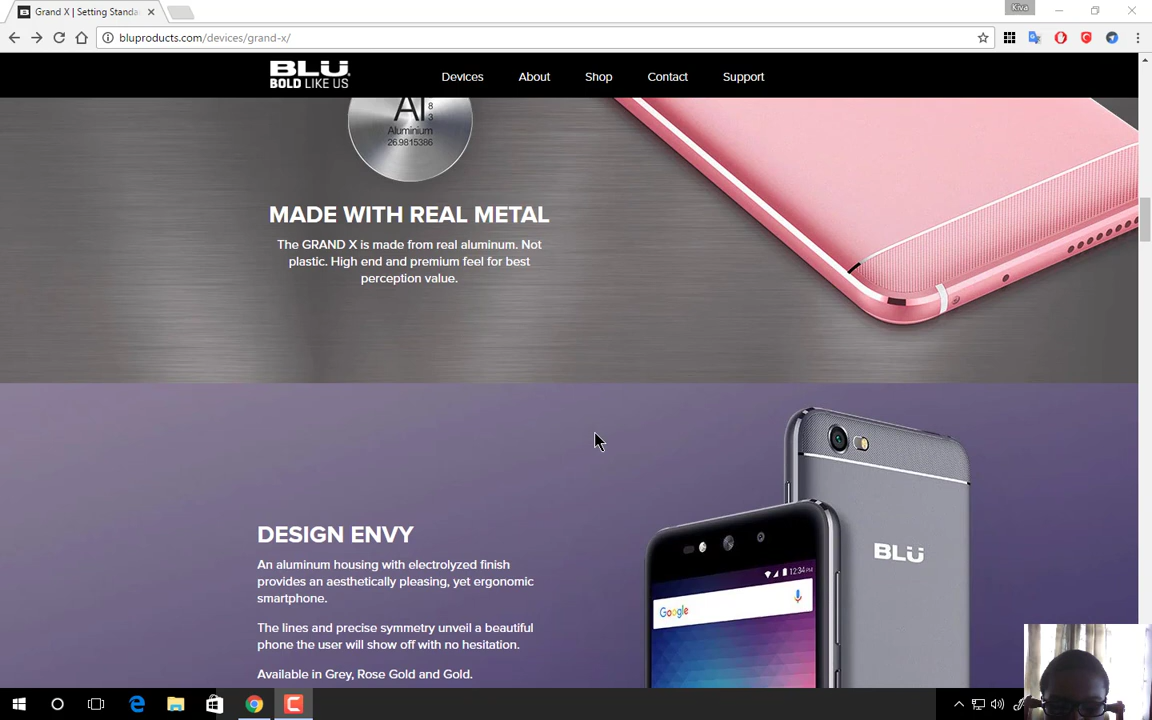 Grand X | Setting Standa
Kiva
bluproducts.com/devices/grand-x/
BLU
BOLD LIKE US
Devices
About
Shop
Contact
Support
Al
8
3
Aluminium
26.9815386
MADE WITH REAL METAL
The GRAND X is made from real aluminum. Not
plastic. High end and premium feel for best
perception value.
DESIGN ENVY
An aluminum housing with electrolyzed finish
provides an aesthetically pleasing, yet ergonomic
smartphone.
The lines and precise symmetry unveil a beautiful
phone the user will show off with no hesitation.
Available in Grey, Rose Gold and Gold.
BLU
12:34 PM
Google